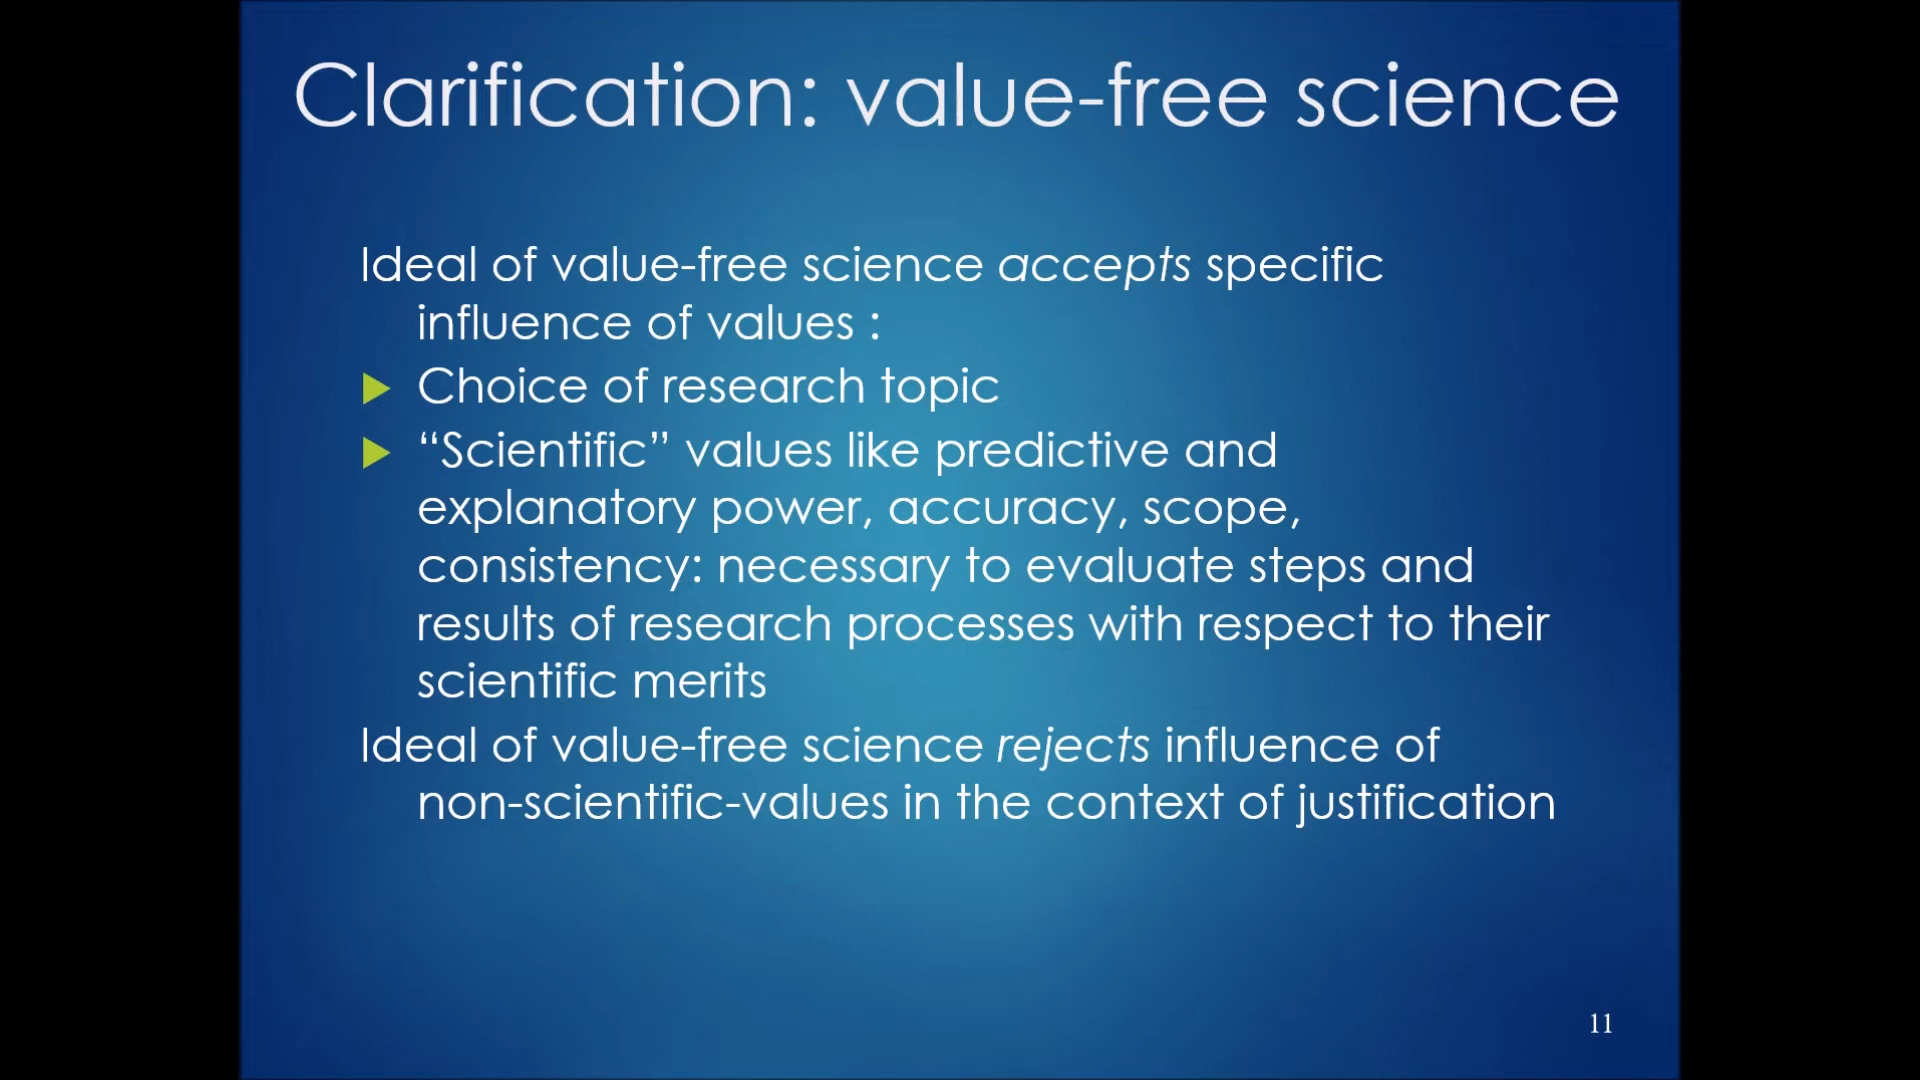 Clarification: value-free science
Ideal of value-free science accepts specific
influence of values :
Choice of research topic
“Scientific” values like predictive and
explanatory power, accuracy, scope,
consistency: necessary to evaluate steps and
results of research processes with respect to their
scientific merits
Ideal of value-free science rejects influence of
non-scientific-values in the context of justification
11